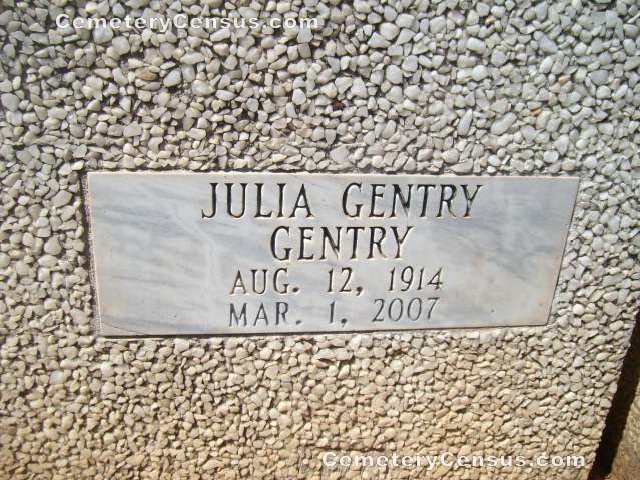 CemeteryCensus.com
JULIA GENTRY
GENTRY
AUG. 12, 1914
MAR. 1, 2007
CemeteryCensus.com